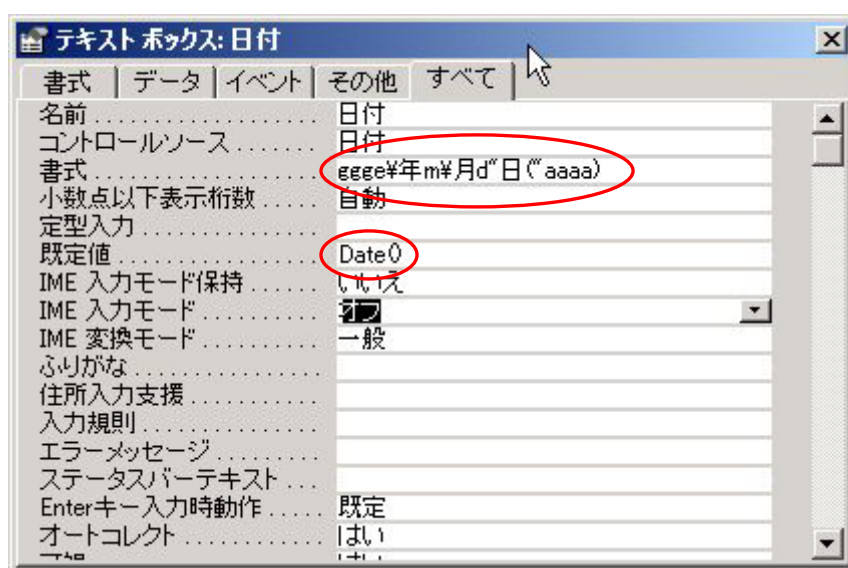 テキスト ボックス: 日付
書式 データ イベント その他 すべて
名前 日付
コントロールソース 日付
書式 ggge¥年m¥月d"日("aaaa)
小数点以下表示桁数 自動
定型入力
既定値 Date()
IME 入力モード保持 いいえ
IME 入力モード オフ
IME 変換モード 一般
ふりがな
住所入力支援
入力規則
エラーメッセージ
ステータスバーテキスト
Enterキー入力時動作 既定
オートコレクト はい